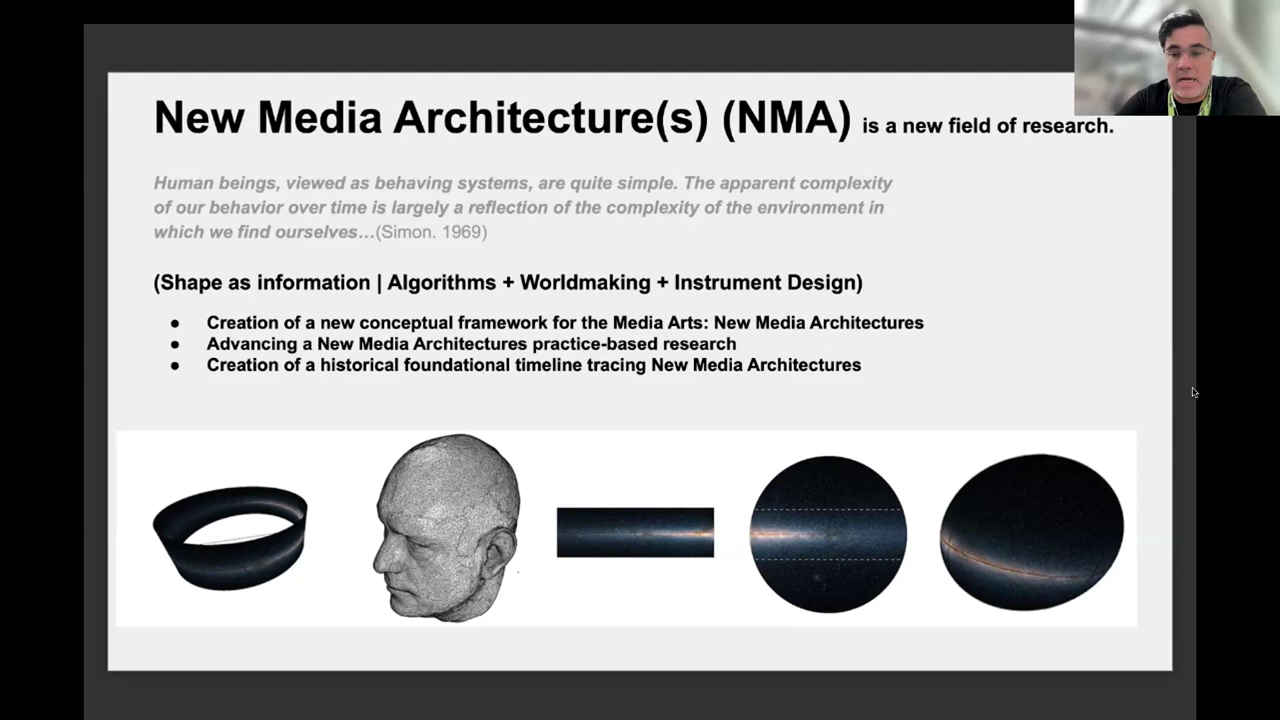 New Media Architecture(s) (NMA) is a new field of research.
Human beings, viewed as behaving systems, are quite simple. The apparent complexity
of our behavior over time is largely a reflection of the complexity of the environment in
which we find ourselves…(Simon. 1969)
(Shape as information | Algorithms + Worldmaking + Instrument Design)
● Creation of a new conceptual framework for the Media Arts: New Media Architectures
● Advancing a New Media Architectures practice-based research
● Creation of a historical foundational timeline tracing New Media Architectures